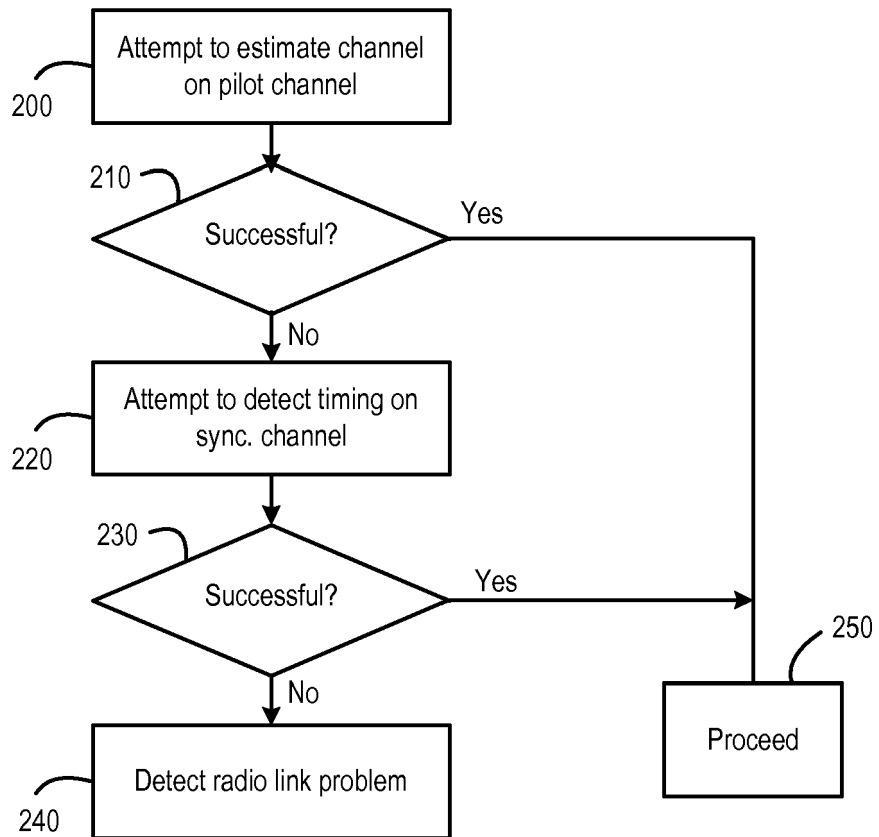 Attempt to estimate channel
on pilot channel
200
210
Successful?
Yes
No
Attempt to detect timing on
sync. channel
220
230
Successful?
Yes
No
250
Proceed
Detect radio link problem
240